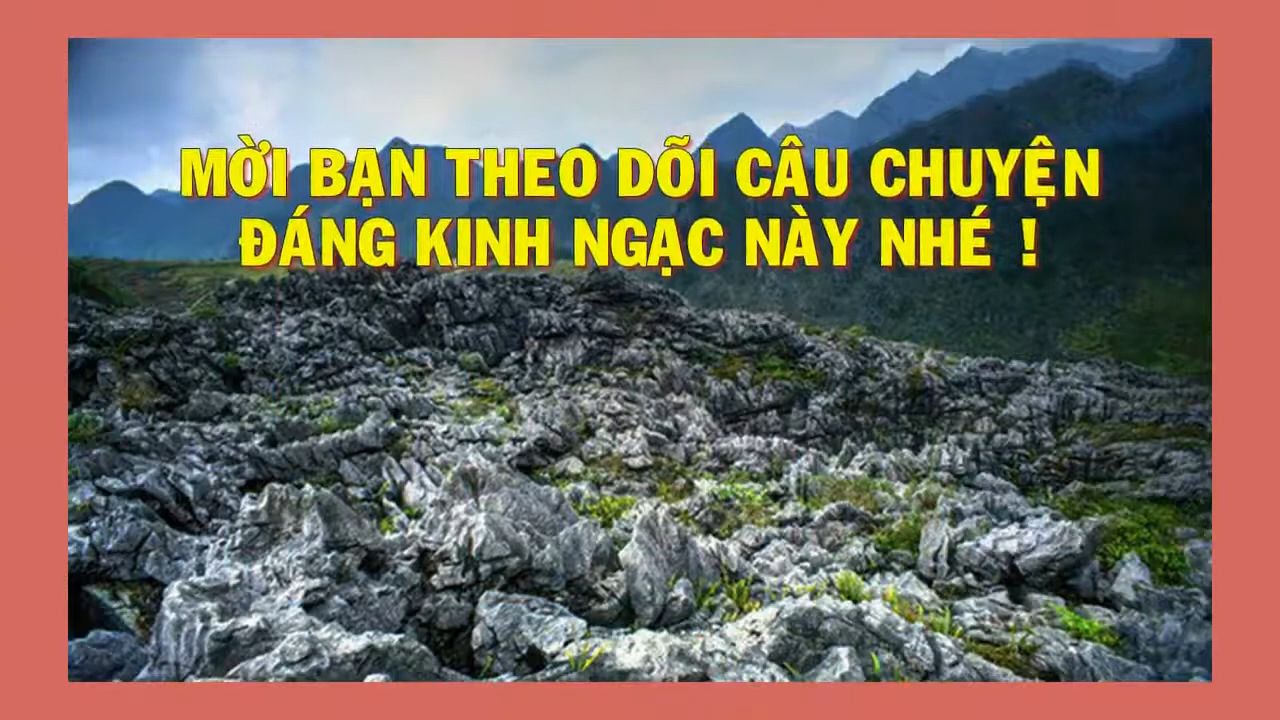 MỜI BẠN THEO DÕI CÂU CHUYỆN
ĐÁNG KINH NGẠC NÀY NHÉ !